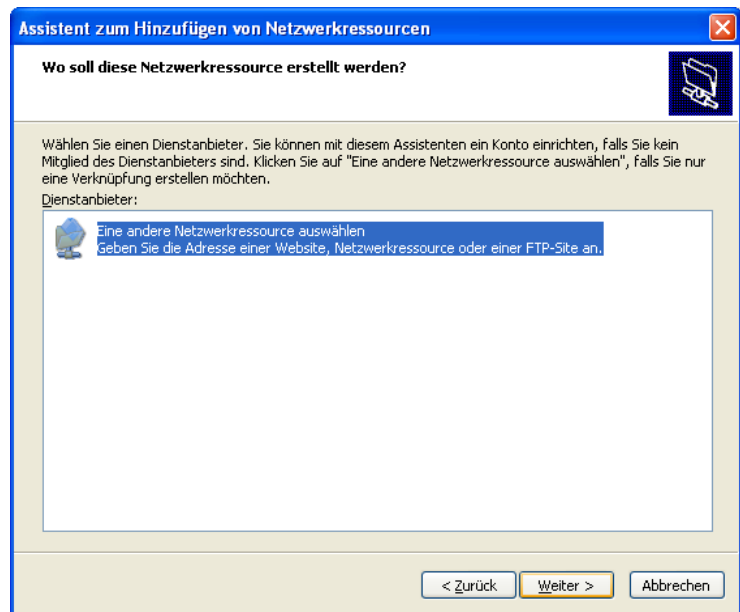 Assistent zum Hinzufügen von Netzwerkressourcen
Wo soll diese Netzwerkressource erstellt werden?
Wählen Sie einen Dienstanbieter. Sie können mit diesem Assistenten ein Konto einrichten, falls Sie kein
Mitglied des Dienstanbieters sind. Klicken Sie auf "Eine andere Netzwerkressource auswählen", falls Sie nur
eine Verknüpfung erstellen möchten.
Dienstanbieter:
Eine andere Netzwerkressource auswählen
Geben Sie die Adresse einer Website, Netzwerkressource oder einer FTP-Site an.
< Zurück Weiter > Abbrechen